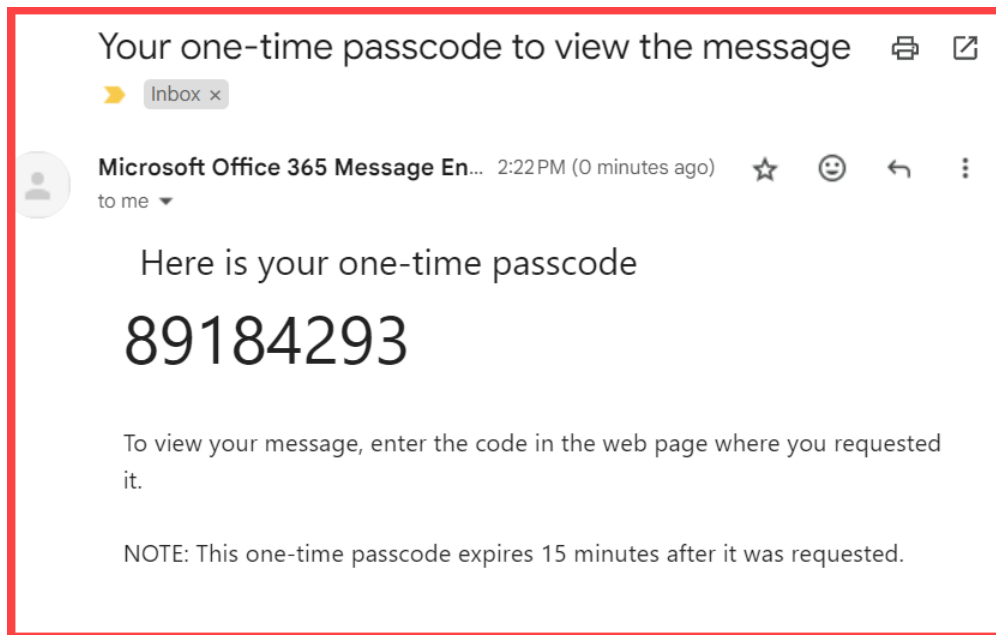 Your one-time passcode to view the message
Inbox ×
Microsoft Office 365 Message En... 2:22 PM (0 minutes ago)
to me
Here is your one-time passcode
89184293
To view your message, enter the code in the web page where you requested
it.
NOTE: This one-time passcode expires 15 minutes after it was requested.